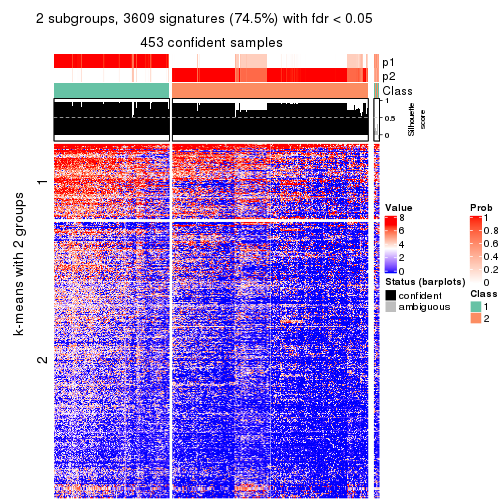 2 subgroups, 3609 signatures (74.5%) with fdr < 0.05
453 confident samples
p1
p2
Class
1
0.5
0
Silhouette
score
k-means with 2 groups
1
2
Value
8
6
4
2
0
Status (barplots)
confident
ambiguous
Prob
1
0.8
0.6
0.4
0.2
0
Class
1
2